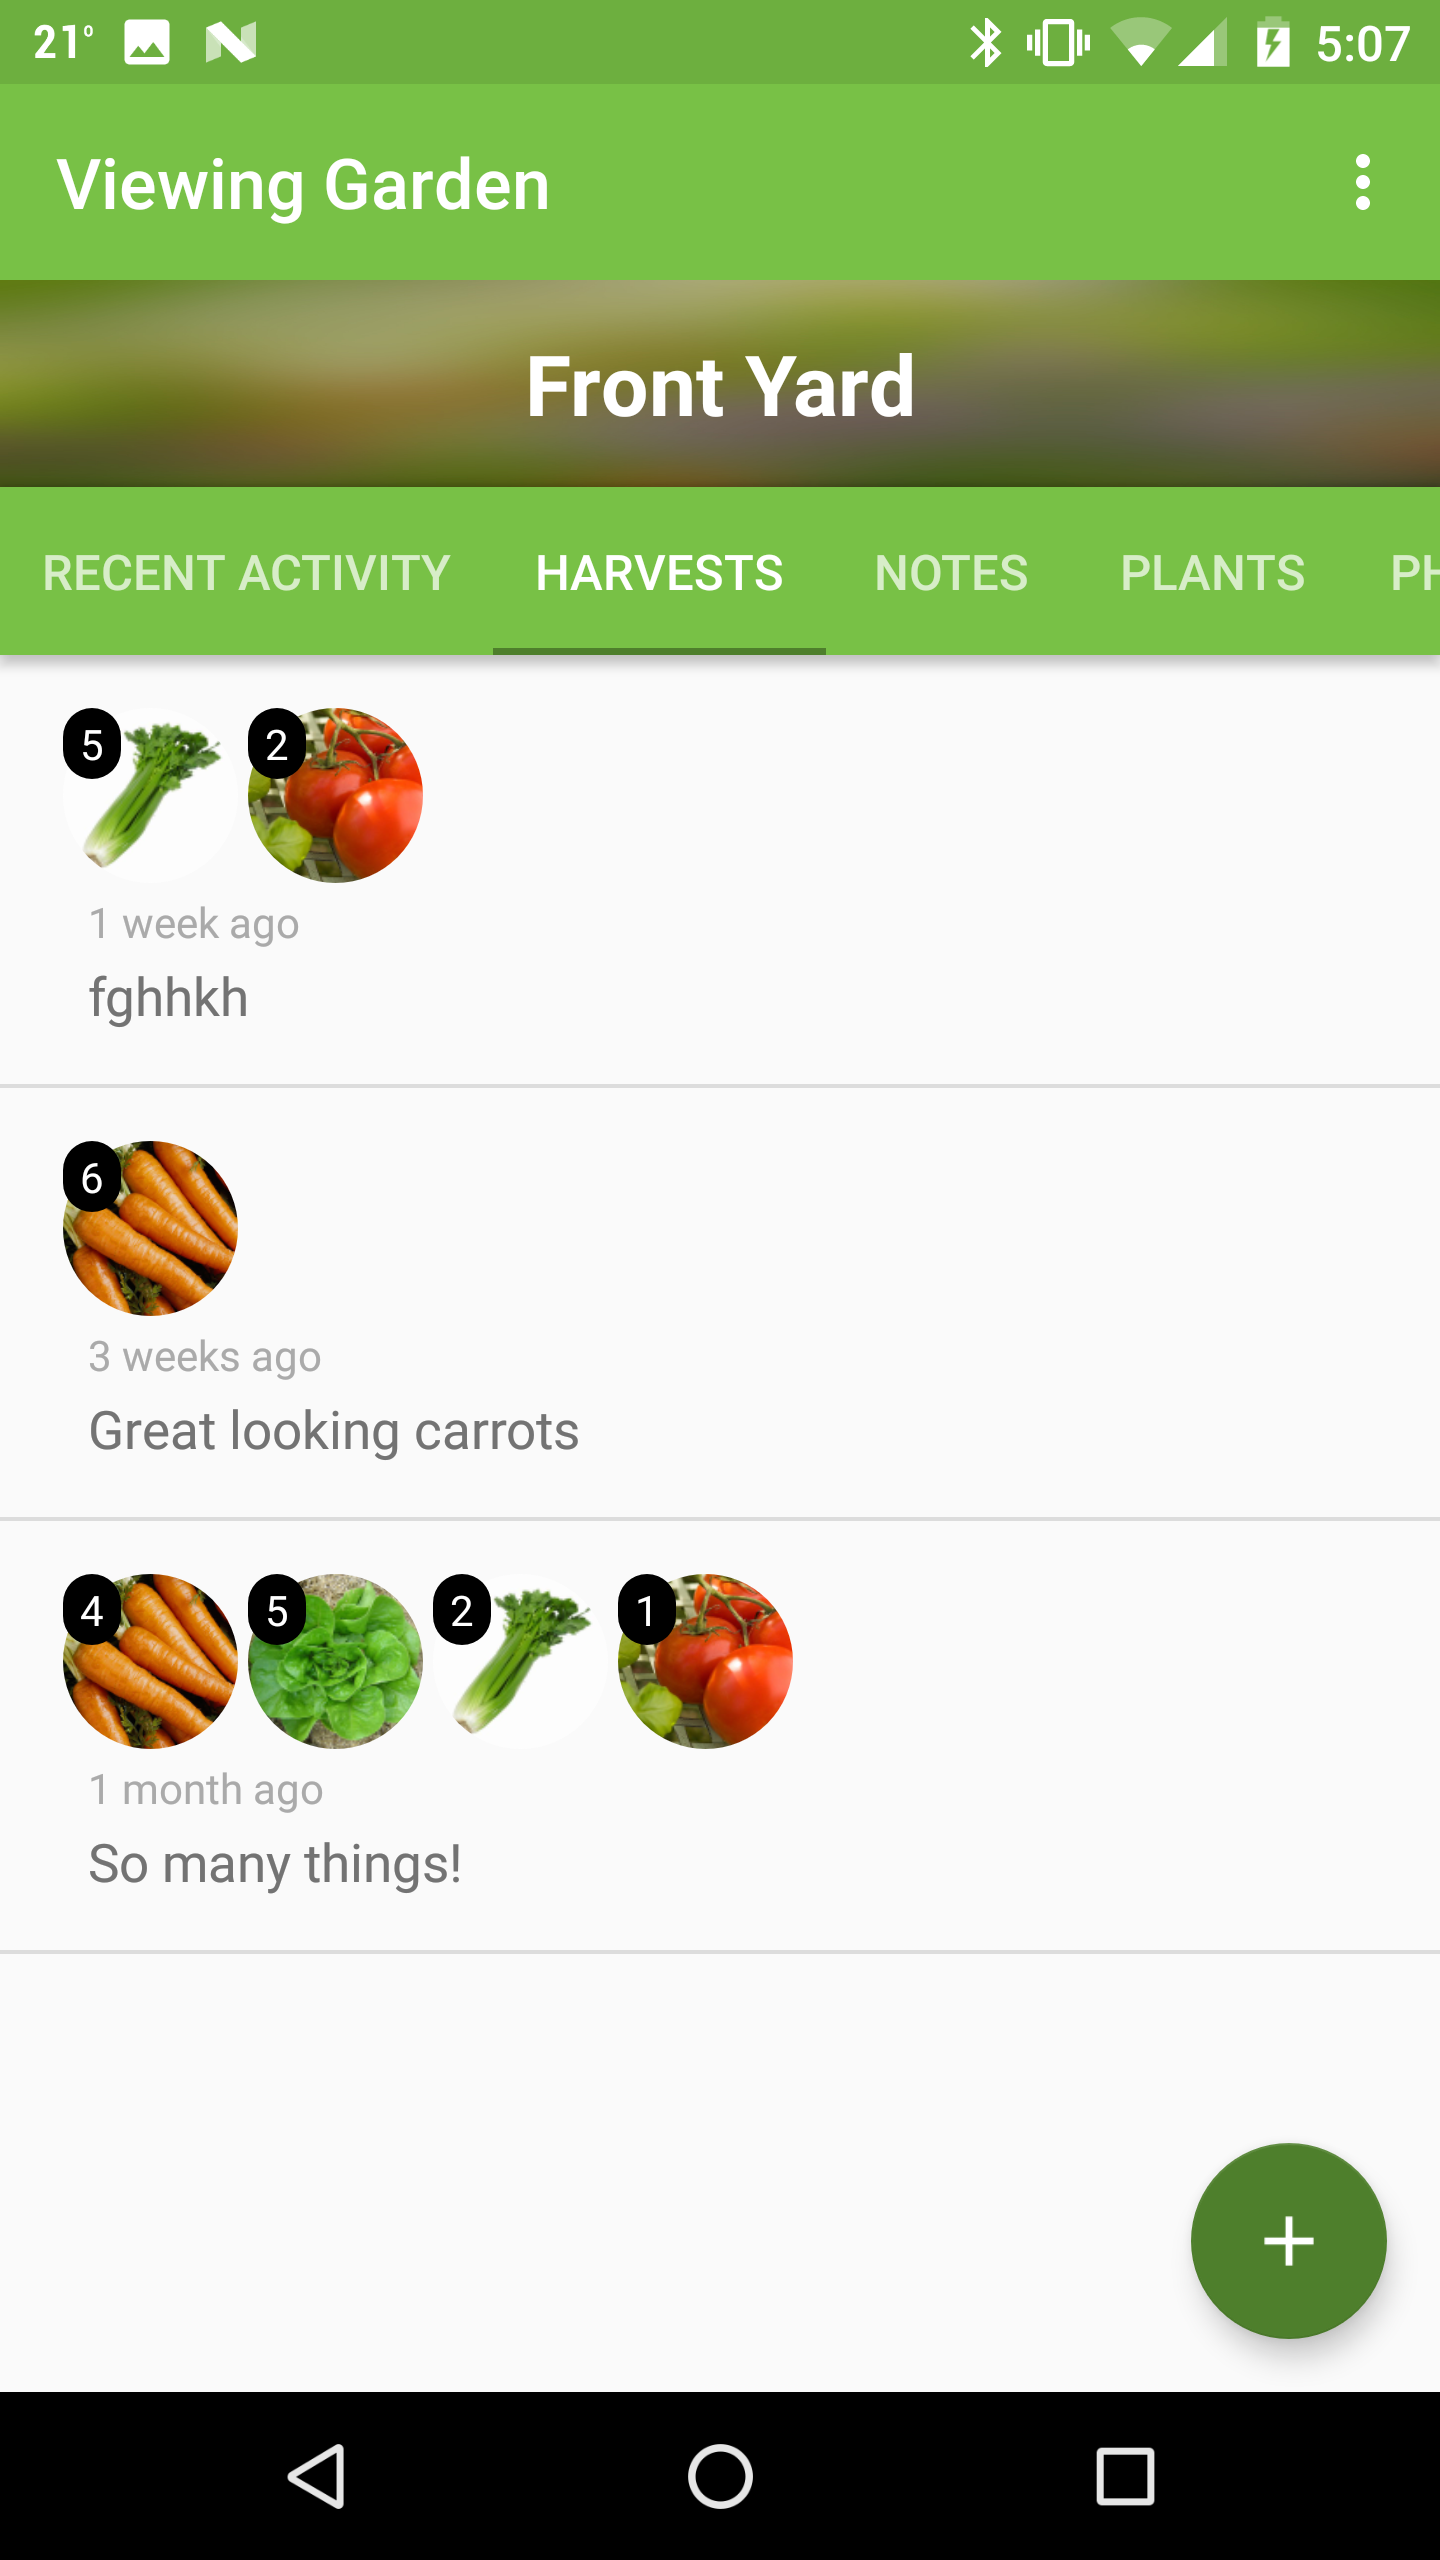 21° 5:07
Viewing Garden
Front Yard
RECENT ACTIVITY HARVESTS NOTES PLANTS PH
5 2
1 week ago
fghhkh
6
3 weeks ago
Great looking carrots
4 5 2 1
1 month ago
So many things!